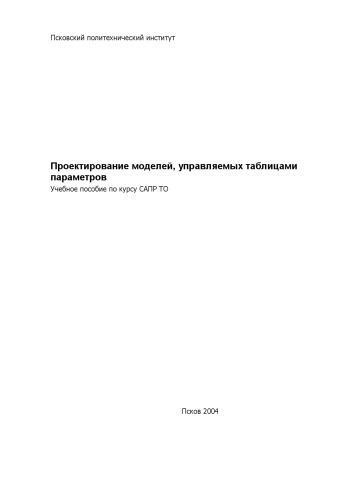 Псковский политехнический институт
Проектирование моделей, управляемых таблицами
параметров
Учебное пособие по курсу САПР ТО
Псков 2004